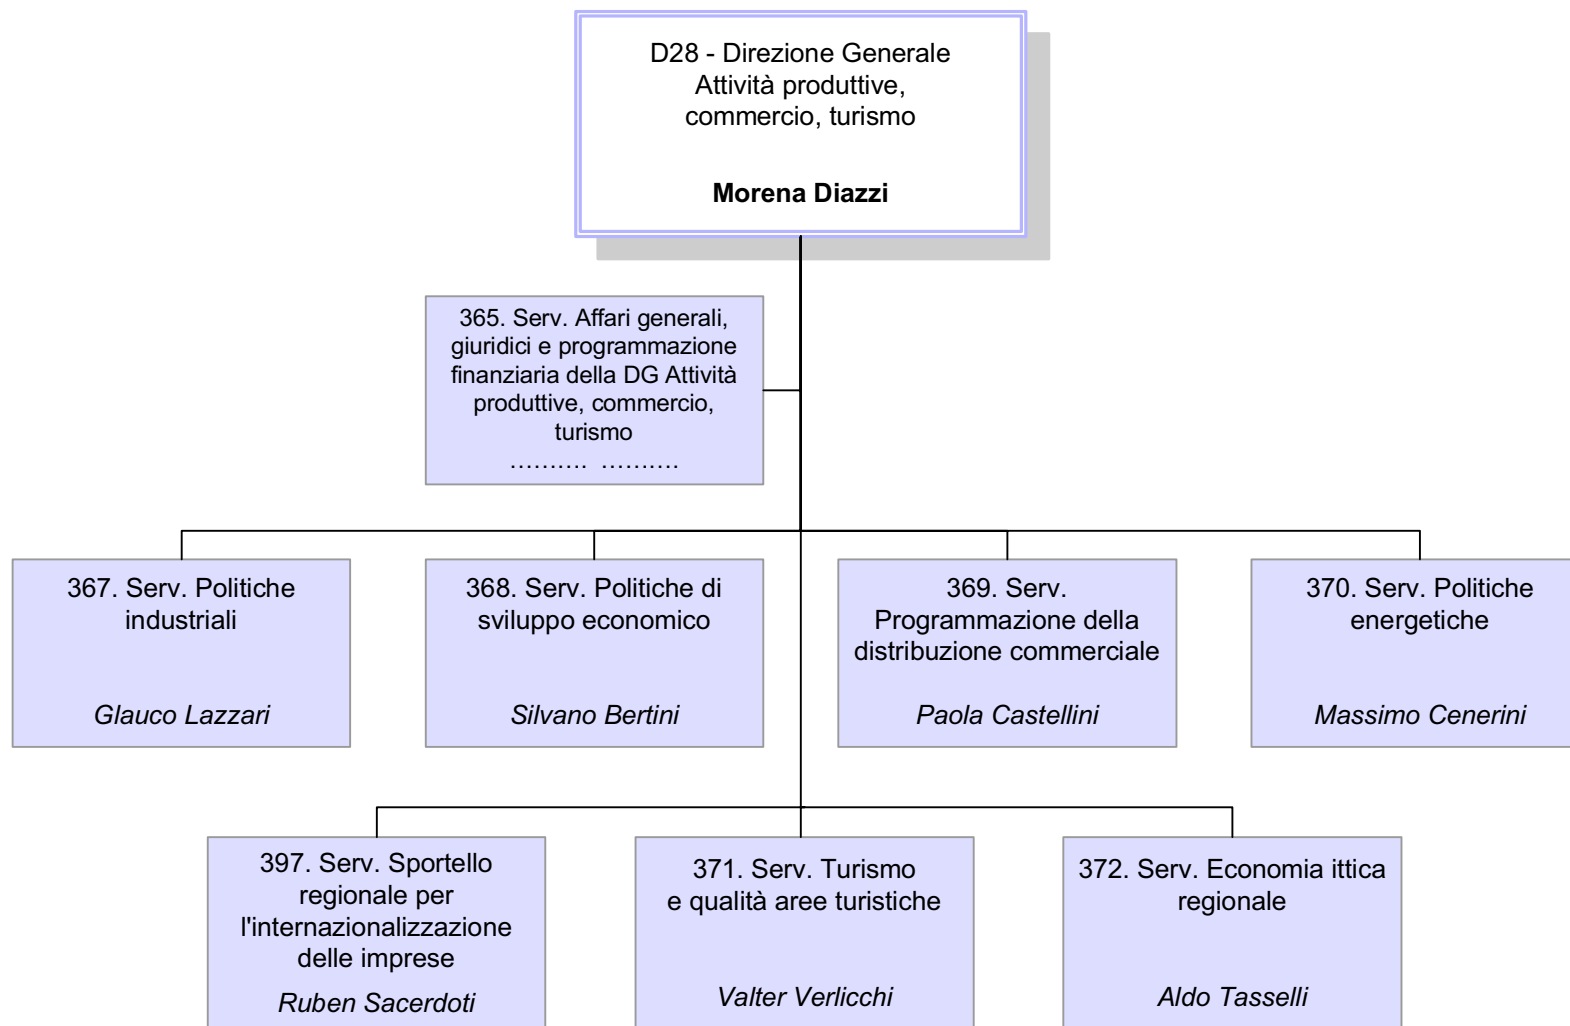 D28 - Direzione Generale
Attività produttive,
commercio, turismo
Morena Diazzi
365. Serv. Affari generali,
giuridici e programmazione
finanziaria della DG Attività
produttive, commercio,
turismo
.......... ..........
367. Serv. Politiche
industriali
Glauco Lazzari
368. Serv. Politiche di
sviluppo economico
Silvano Bertini
369. Serv.
Programmazione della
distribuzione commerciale
Paola Castellini
370. Serv. Politiche
energetiche
Massimo Cenerini
397. Serv. Sportello
regionale per
l'internazionalizzazione
delle imprese
Ruben Sacerdoti
371. Serv. Turismo
e qualità aree turistiche
Valter Verlicchi
372. Serv. Economia ittica
regionale
Aldo Tasselli